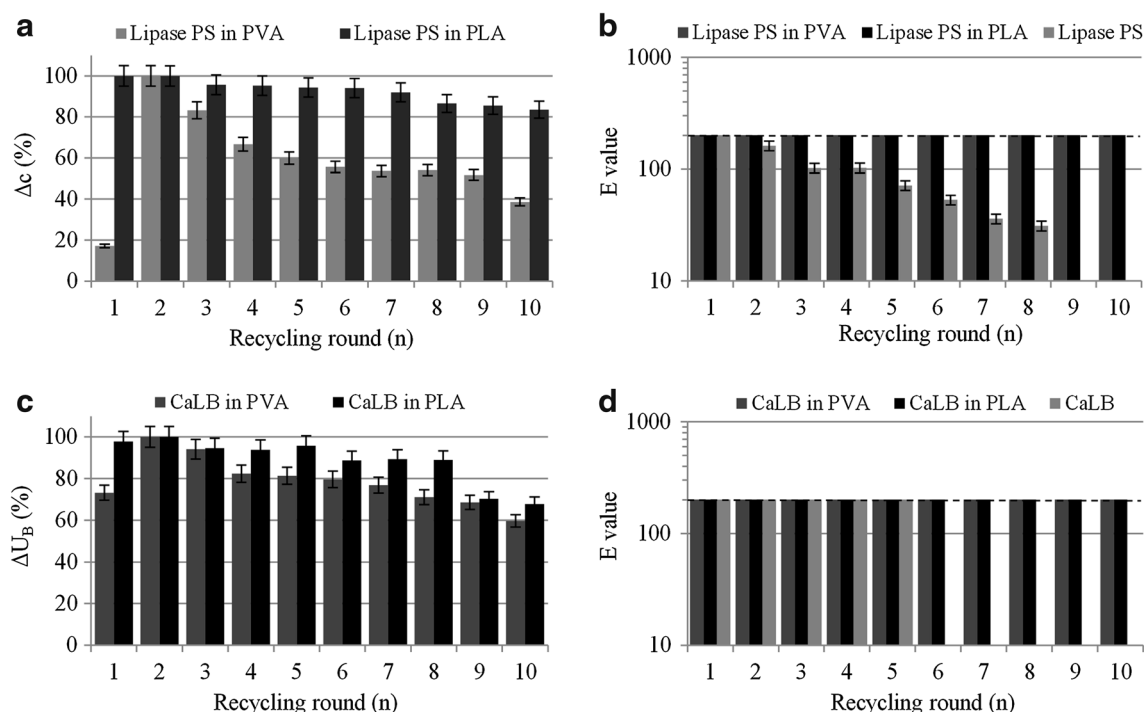 a
Lipase PS in PVA Lipase PS in PLA
100
80
60
40
20
0
Δc (%)
1 2 3 4 5 6 7 8 9 10
Recycling round (n)
b
Lipase PS in PVA Lipase PS in PLA Lipase PS
1000
100
10
E value
1 2 3 4 5 6 7 8 9 10
Recycling round (n)
c
CaLB in PVA CaLB in PLA
100
80
60
40
20
0
ΔU_B (%)
1 2 3 4 5 6 7 8 9 10
Recycling round (n)
d
CaLB in PVA CaLB in PLA CaLB
1000
100
10
E value
1 2 3 4 5 6 7 8 9 10
Recycling round (n)